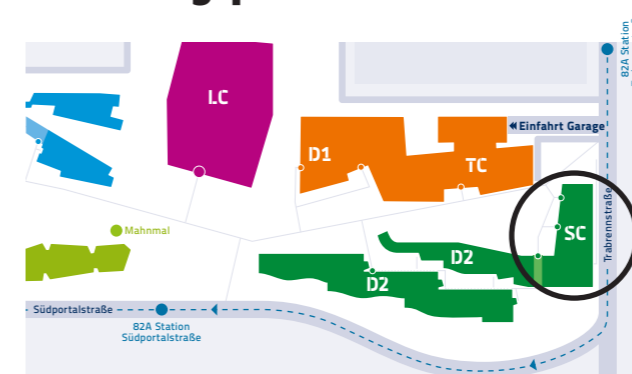 82A Station
LC
Einfahrt Garage
D1
TC
Trabrennstraße
SC
Mahnmal
D2
D2
Südportalstraße
82A Station
Südportalstraße